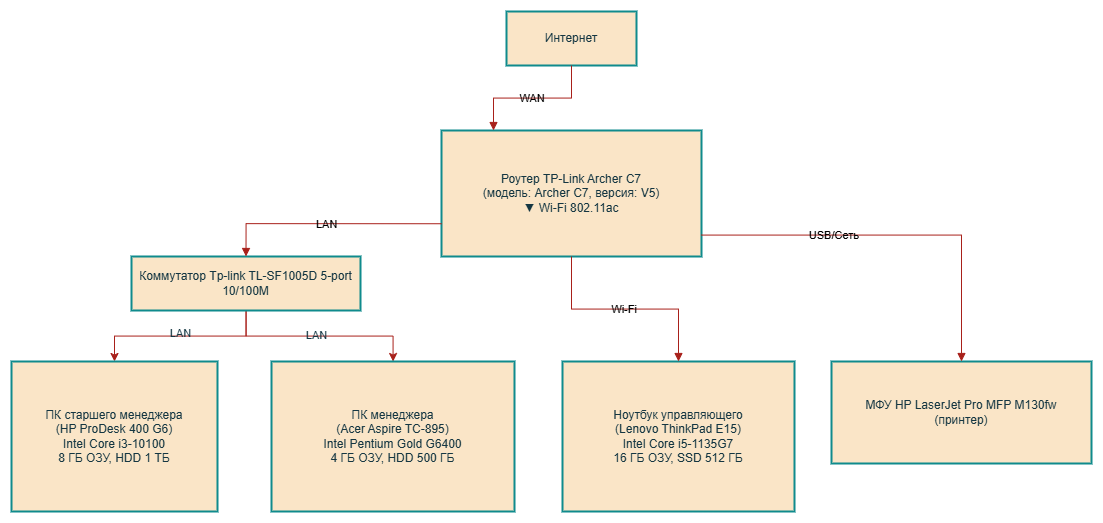 Интернет
WAN
Роутер TP-Link Archer C7
(модель: Archer C7, версия: V5)
▼ Wi-Fi 802.11ac
LAN
USB/Сеть
Коммутатор Tp-link TL-SF1005D 5-port
10/100M
Wi-Fi
LAN
LAN
ПК старшего менеджера
(HP ProDesk 400 G6)
Intel Core i3-10100
8 ГБ ОЗУ, HDD 1 ТБ
ПК менеджера
(Acer Aspire TC-895)
Intel Pentium Gold G6400
4 ГБ ОЗУ, HDD 500 ГБ
Ноутбук управляющего
(Lenovo ThinkPad E15)
Intel Core i5-1135G7
16 ГБ ОЗУ, SSD 512 ГБ
МФУ HP LaserJet Pro MFP M130fw
(принтер)